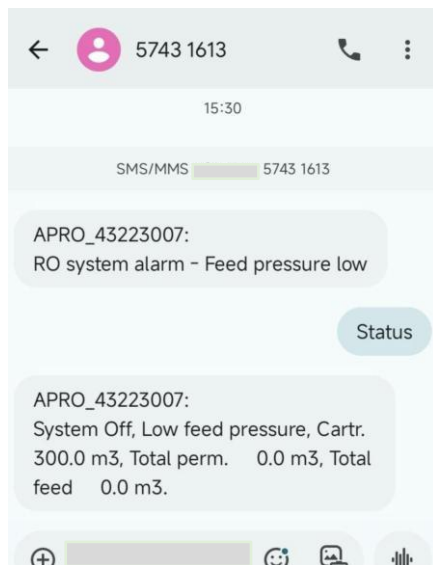 5743 1613
15:30
SMS/MMS 5743 1613
APRO_43223007:
RO system alarm - Feed pressure low
Status
APRO_43223007:
System Off, Low feed pressure, Cartr.
300.0 m3, Total perm. 0.0 m3, Total
feed 0.0 m3.